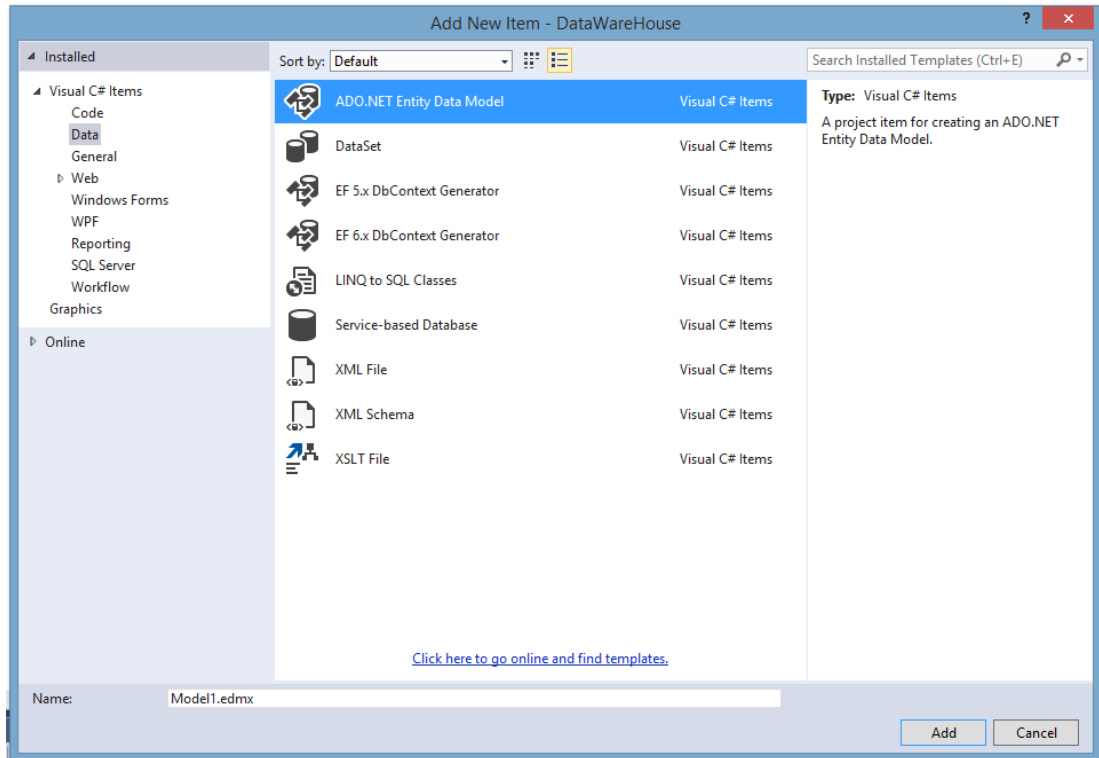 Add New Item - DataWareHouse
?
Installed
Sort by: Default
Search Installed Templates (Ctrl+E)
Visual C# Items
Code
Data
General
Web
Windows Forms
WPF
Reporting
SQL Server
Workflow
Graphics
Online
ADO.NET Entity Data Model Visual C# Items
DataSet Visual C# Items
EF 5.x DbContext Generator Visual C# Items
EF 6.x DbContext Generator Visual C# Items
LINQ to SQL Classes Visual C# Items
Service-based Database Visual C# Items
XML File Visual C# Items
XML Schema Visual C# Items
XSLT File Visual C# Items
Type: Visual C# Items
A project item for creating an ADO.NET
Entity Data Model.
Click here to go online and find templates.
Name: Model1.edmx
Add Cancel